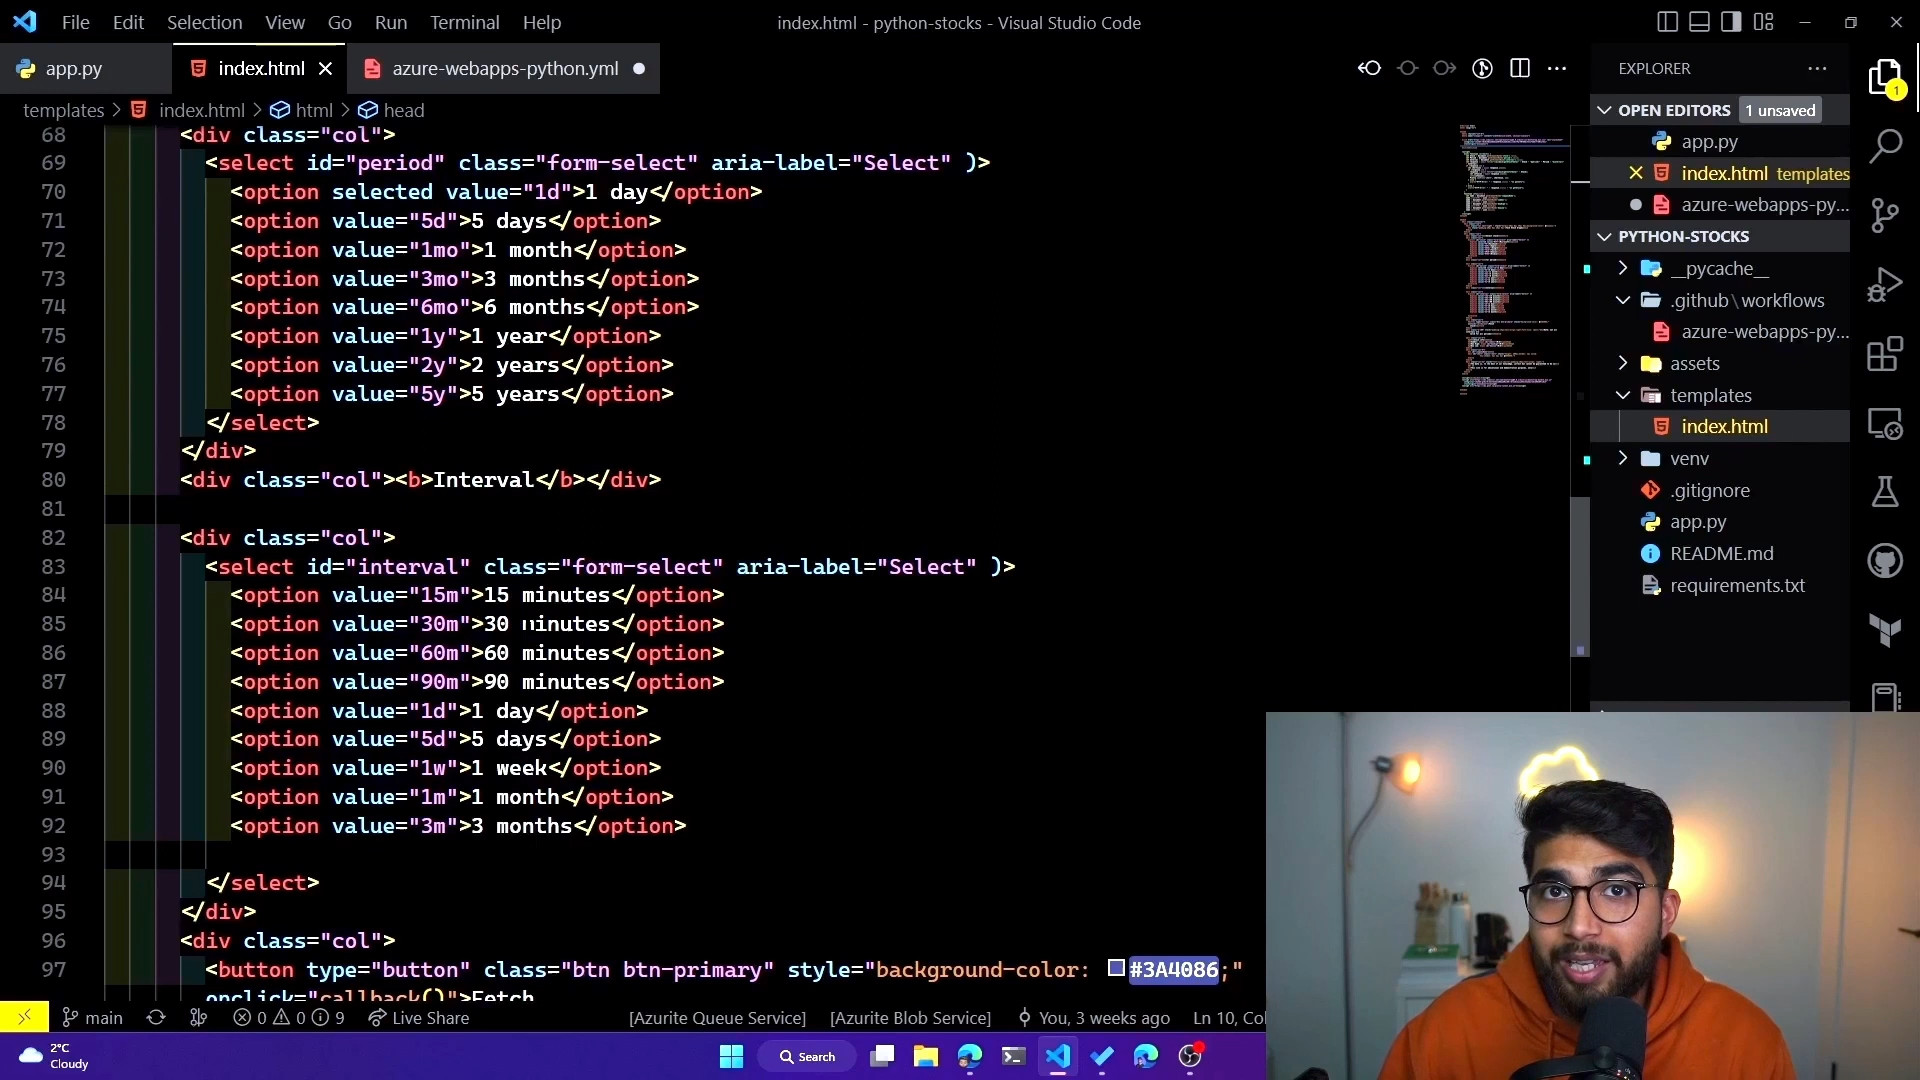 File Edit Selection View Go Run Terminal Help
index.html - python-stocks - Visual Studio Code
app.py
index.html
azure-webapps-python.yml
templates > index.html > html > head
68 <div class="col">
69 <select id="period" class="form-select" aria-label="Select" )>
70 <option selected value="1d">1 day</option>
71 <option value="5d">5 days</option>
72 <option value="1mo">1 month</option>
73 <option value="3mo">3 months</option>
74 <option value="6mo">6 months</option>
75 <option value="1y">1 year</option>
76 <option value="2y">2 years</option>
77 <option value="5y">5 years</option>
78 </select>
79 </div>
80 <div class="col"><b>Interval</b></div>
81
82 <div class="col">
83 <select id="interval" class="form-select" aria-label="Select" )>
84 <option value="15m">15 minutes</option>
85 <option value="30m">30 minutes</option>
86 <option value="60m">60 minutes</option>
87 <option value="90m">90 minutes</option>
88 <option value="1d">1 day</option>
89 <option value="5d">5 days</option>
90 <option value="1w">1 week</option>
91 <option value="1m">1 month</option>
92 <option value="3m">3 months</option>
93
94 </select>
95 </div>
96 <div class="col">
97 <button type="button" class="btn btn-primary" style="background-color: #3A4086;"
onclick="callback()">Fetch
EXPLORER
1
OPEN EDITORS 1 unsaved
app.py
index.html templates
azure-webapps-py...
PYTHON-STOCKS
__pycache__
.github\workflows
azure-webapps-py...
assets
templates
index.html
venv
.gitignore
app.py
README.md
requirements.txt
main
0 0 9
Live Share
[Azurite Queue Service]
[Azurite Blob Service]
You, 3 weeks ago
Ln 10, Co
2°C
Cloudy
Search